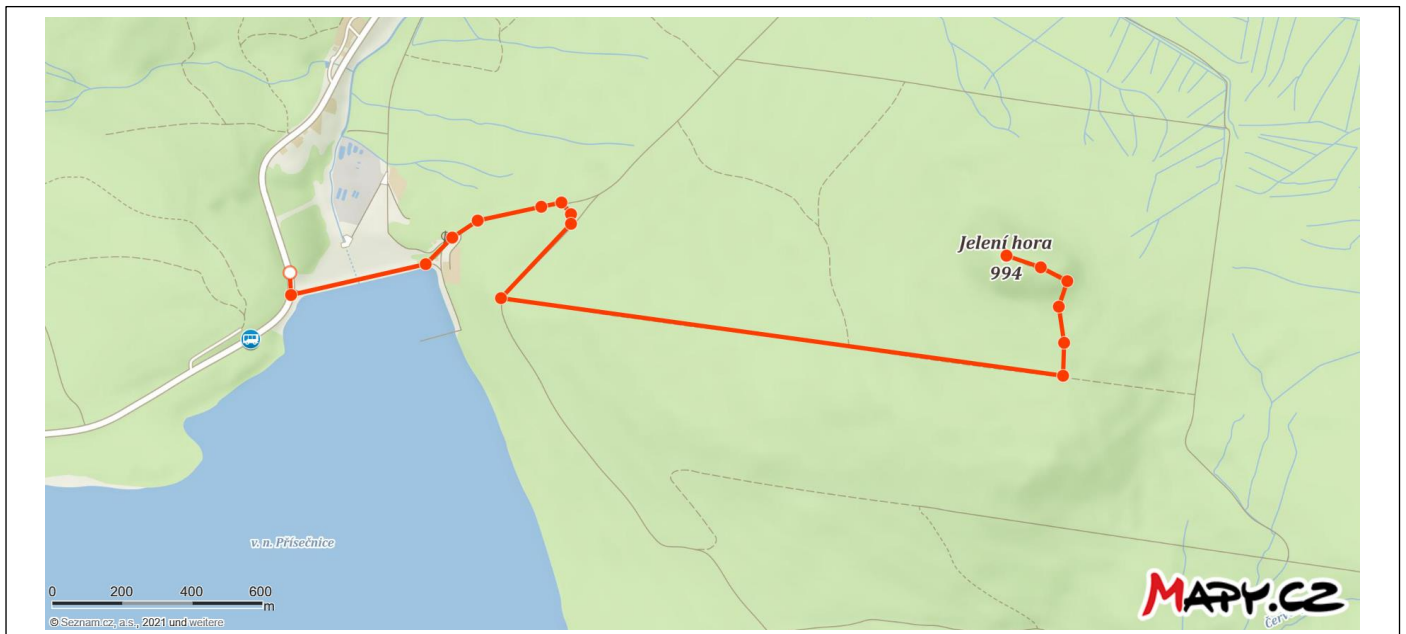 Jelení hora
994
v. n. Přísečnice
0 200 400 600
m
© Seznam.cz, a.s., 2021 und weitere
MAPY.CZ